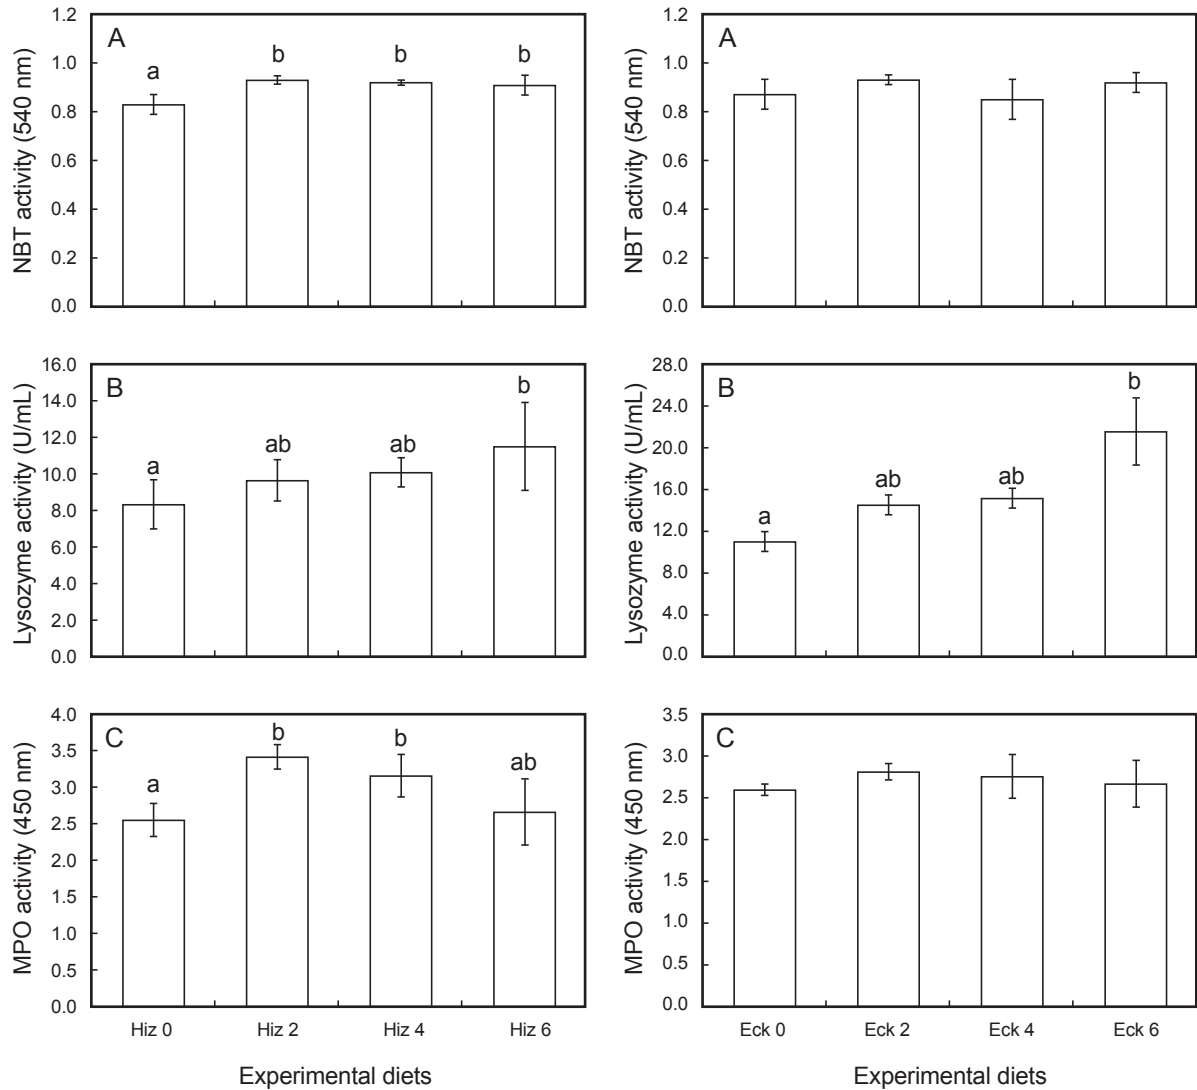 A
NBT activity (540 nm)
1.2
1.0
0.8
0.6
0.4
0.2
0.0
a
b
b
b
A
NBT activity (540 nm)
1.2
1.0
0.8
0.6
0.4
0.2
0.0
B
Lysozyme activity (U/mL)
16.0
14.0
12.0
10.0
8.0
6.0
4.0
2.0
0.0
a
ab
ab
b
B
Lysozyme activity (U/mL)
28.0
24.0
20.0
16.0
12.0
8.0
4.0
0.0
a
ab
ab
b
C
MPO activity (450 nm)
4.0
3.5
3.0
2.5
2.0
1.5
1.0
0.5
0.0
a
b
b
ab
Hiz 0 Hiz 2 Hiz 4 Hiz 6
Experimental diets
C
MPO activity (450 nm)
3.5
3.0
2.5
2.0
1.5
1.0
0.5
0.0
Eck 0 Eck 2 Eck 4 Eck 6
Experimental diets